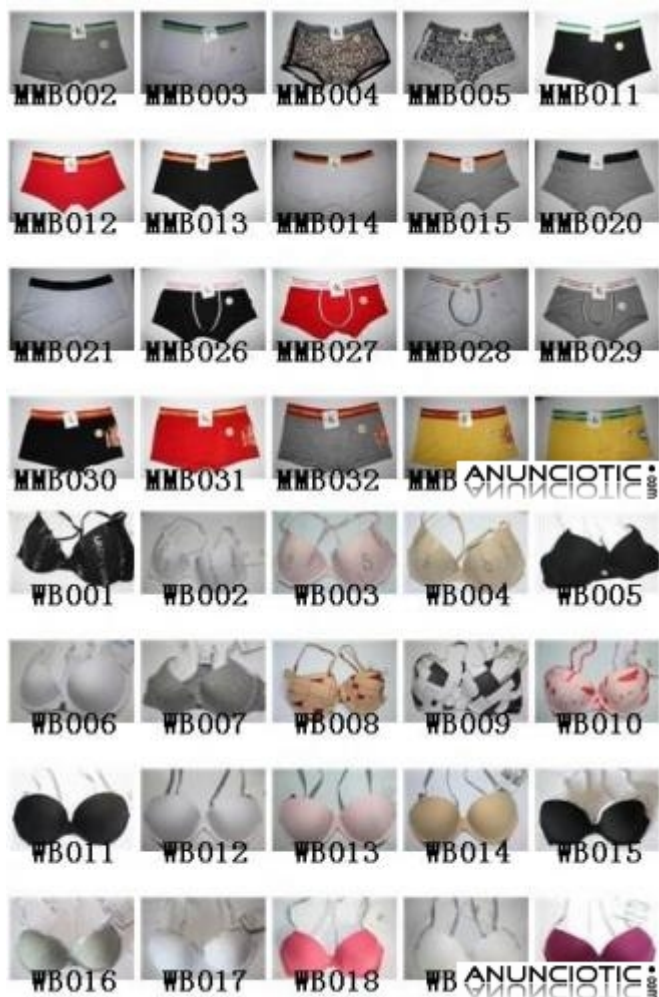 MMB002 MMB003 MMB004 MMB005 MMB011
MMB012 MMB013 MMB014 MMB015 MMB020
MMB021 MMB026 MMB027 MMB028 MMB029
MMB030 MMB031 MMB032 MMB
ANUNCIOTIC.com
WB001 WB002 WB003 WB004 WB005
WB006 WB007 WB008 WB009 WB010
WB011 WB012 WB013 WB014 WB015
WB016 WB017 WB018 WB
ANUNCIOTIC.com